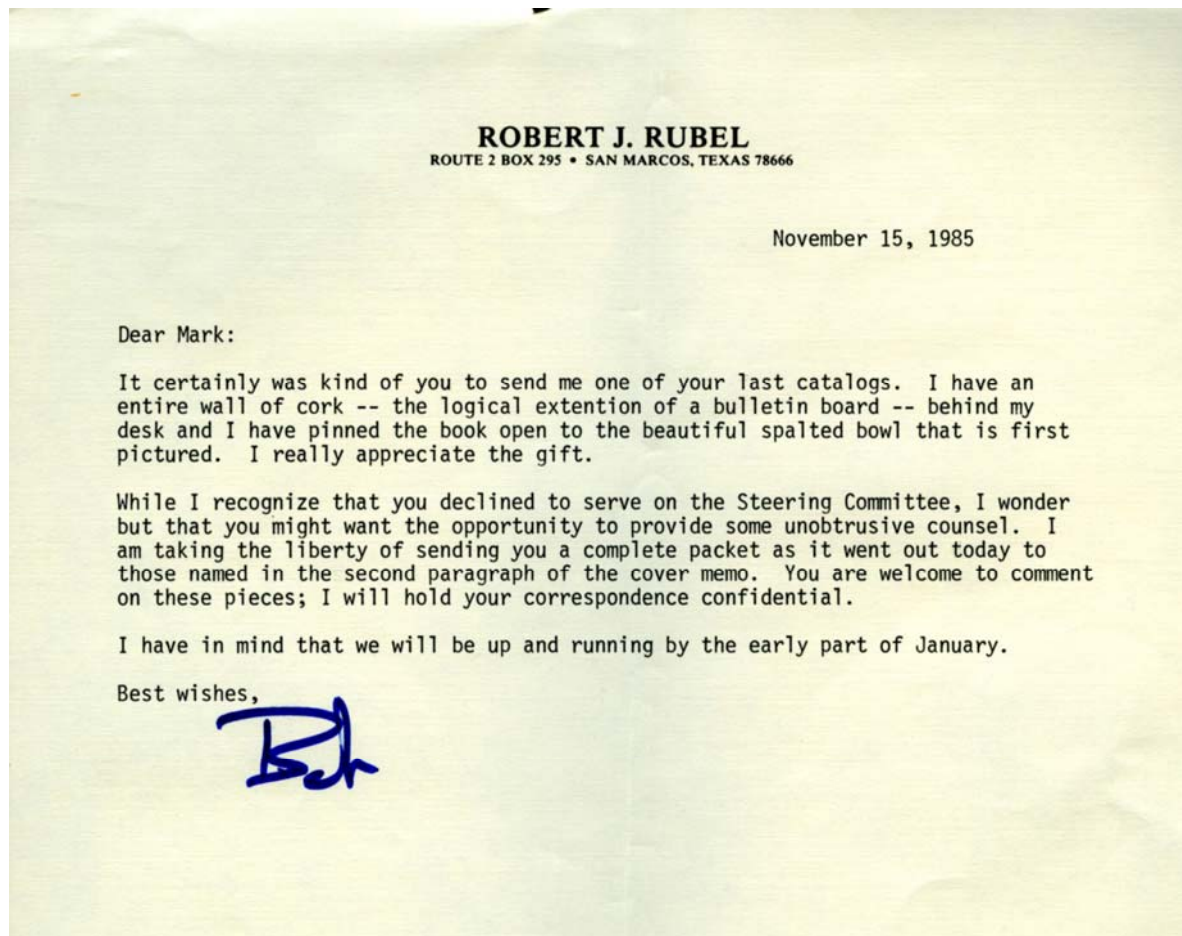 ROBERT J. RUBEL
ROUTE 2 BOX 295 • SAN MARCOS, TEXAS 78666
November 15, 1985
Dear Mark:
It certainly was kind of you to send me one of your last catalogs.  I have an
entire wall of cork -- the logical extention of a bulletin board -- behind my
desk and I have pinned the book open to the beautiful spalted bowl that is first
pictured.  I really appreciate the gift.
While I recognize that you declined to serve on the Steering Committee, I wonder
but that you might want the opportunity to provide some unobtrusive counsel.  I
am taking the liberty of sending you a complete packet as it went out today to
those named in the second paragraph of the cover memo.  You are welcome to comment
on these pieces; I will hold your correspondence confidential.
I have in mind that we will be up and running by the early part of January.
Best wishes,
Bob